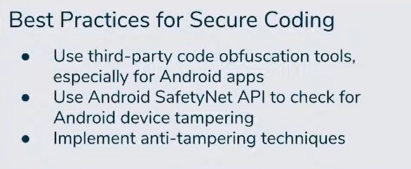 Best Practices for Secure Coding
● Use third-party code obfuscation tools,
especially for Android apps
● Use Android SafetyNet API to check for
Android device tampering
● Implement anti-tampering techniques